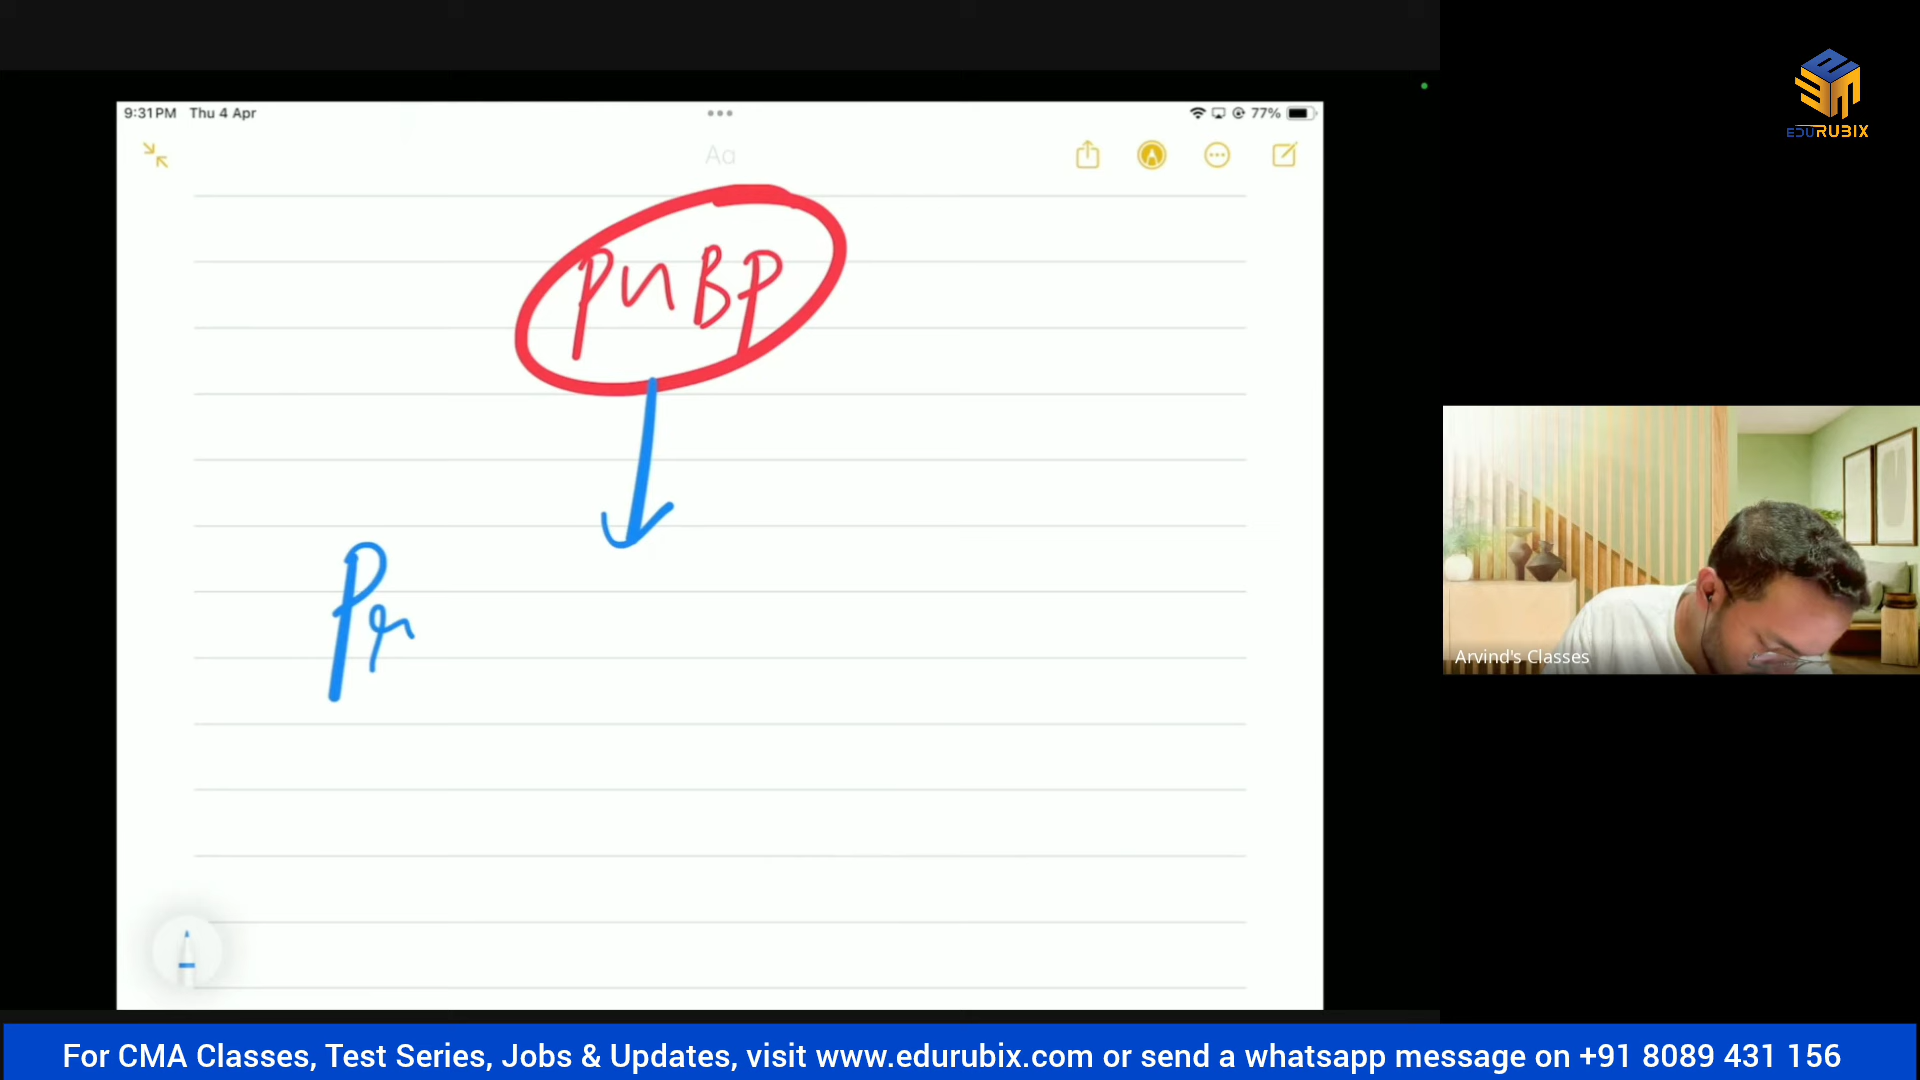 9:31 PM Thu 4 Apr
77%
Aa
EDURUBIX
PUBP
Pr
Arvind's Classes
For CMA Classes, Test Series, Jobs & Updates, visit www.edurubix.com or send a whatsapp message on +91 8089 431 156